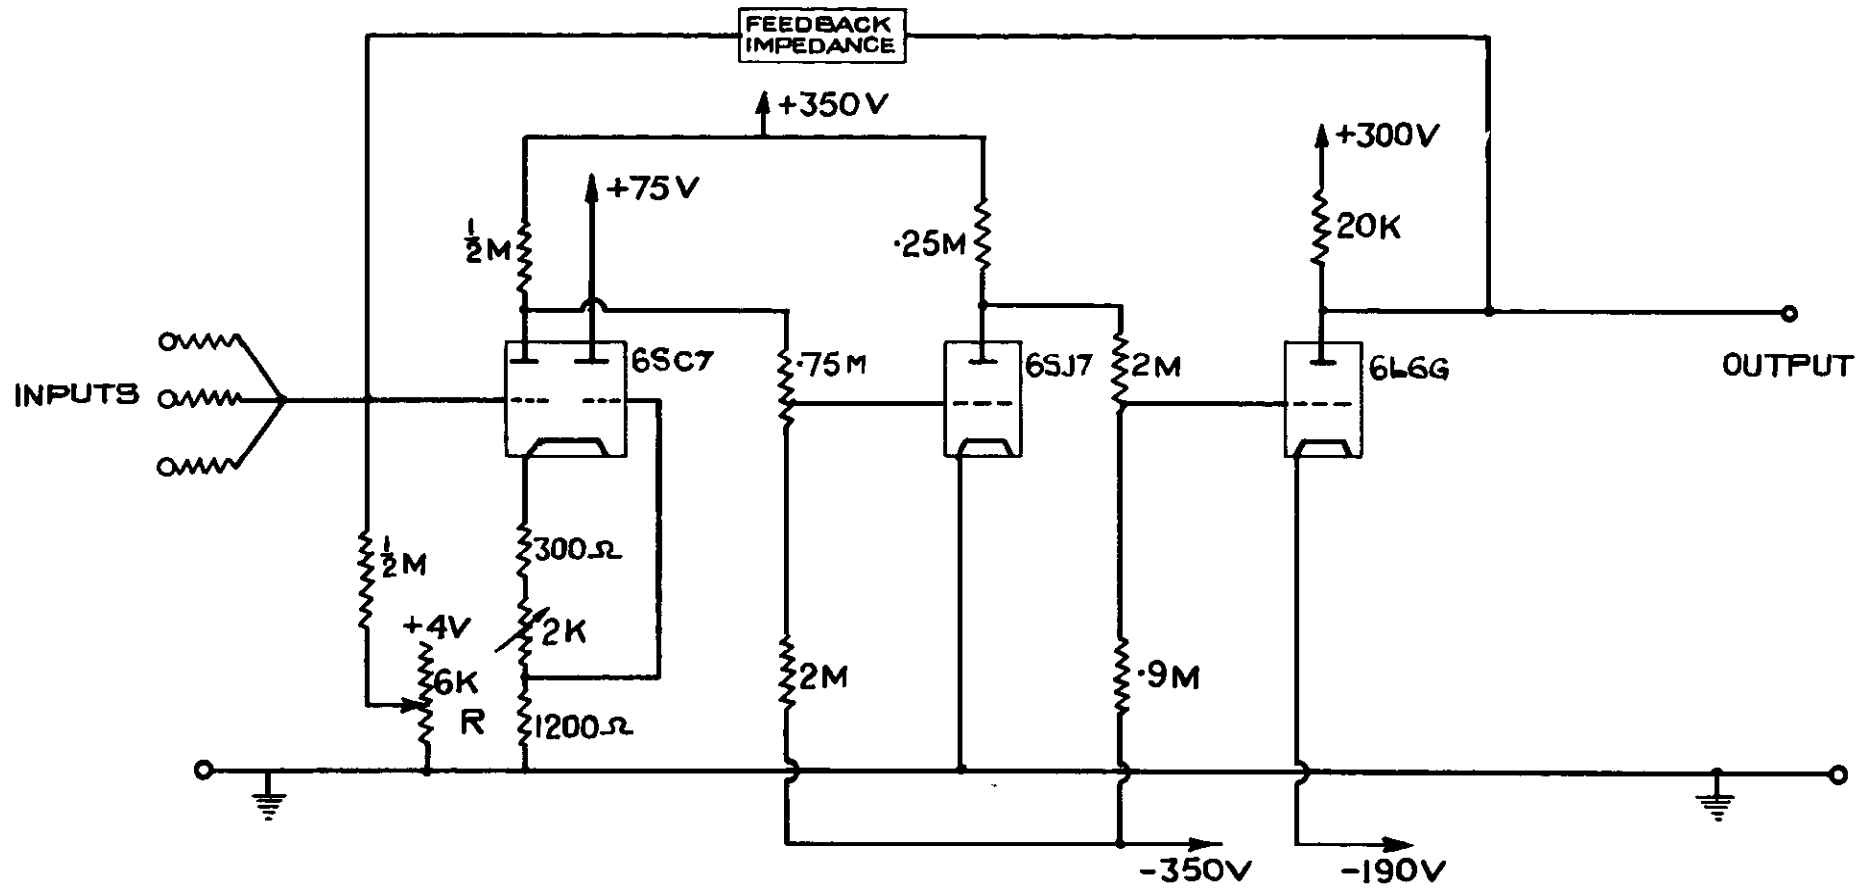 FEEDBACK
IMPEDANCE
+350V
+300V
+75V
½M
.25M
20K
INPUTS
6SC7
.75M
6SJ7
2M
6L6G
OUTPUT
½M
300Ω
+4V
2K
6K
R
1200Ω
2M
.9M
-350V
-190V